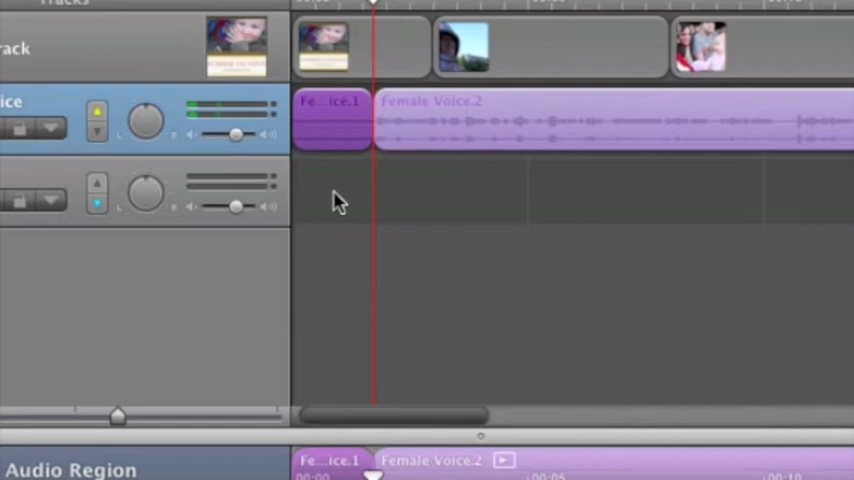 Tracks
rack
ice
Fe...ice.1
Female Voice.2
L
R
L
R
Audio Region
Fe...ice.1
Female Voice.2
00:00
00:05
00:10